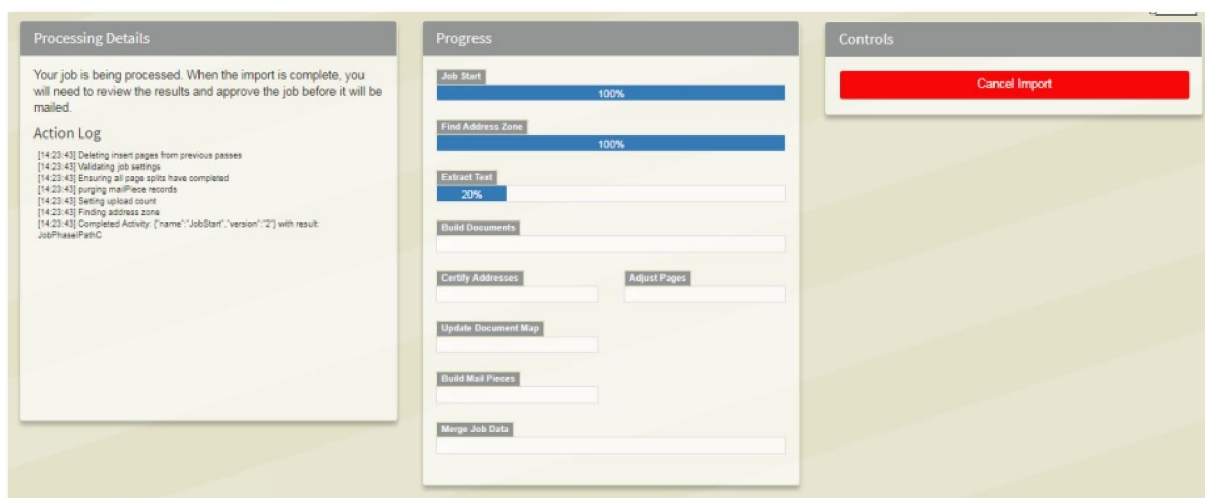 Processing Details
Your job is being processed. When the import is complete, you
will need to review the results and approve the job before it will be
mailed.
Action Log
[14:23:43] Deleting insert pages from previous passes
[14:23:43] Validating job settings
[14:23:43] Ensuring all page splits have completed
[14:23:43] purging mailPiece records
[14:23:43] Setting upload count
[14:23:43] Finding address zone
[14:23:43] Completed Activity: {"name":"JobStart","version":"2"} with result:
JobPhaseIPathC
Progress
Job Start
100%
Find Address Zone
100%
Extract Text
20%
Build Documents
Certify Addresses
Adjust Pages
Update Document Map
Build Mail Pieces
Merge Job Data
Controls
Cancel Import